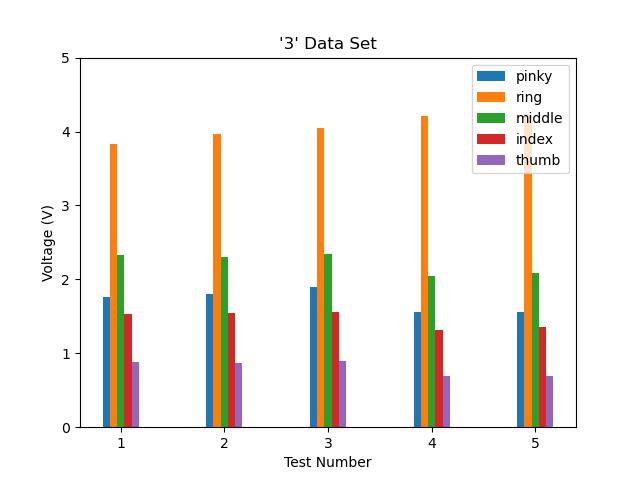 '3' Data Set
pinky
ring
middle
index
thumb
5
4
3
2
1
0
Voltage (V)
1 2 3 4 5
Test Number